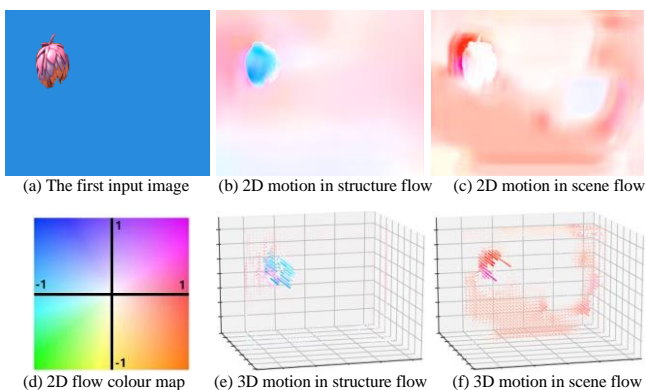 (a) The first input image
(b) 2D motion in structure flow
(c) 2D motion in scene flow
1
-1
1
-1
(d) 2D flow colour map
(e) 3D motion in structure flow
(f) 3D motion in scene flow